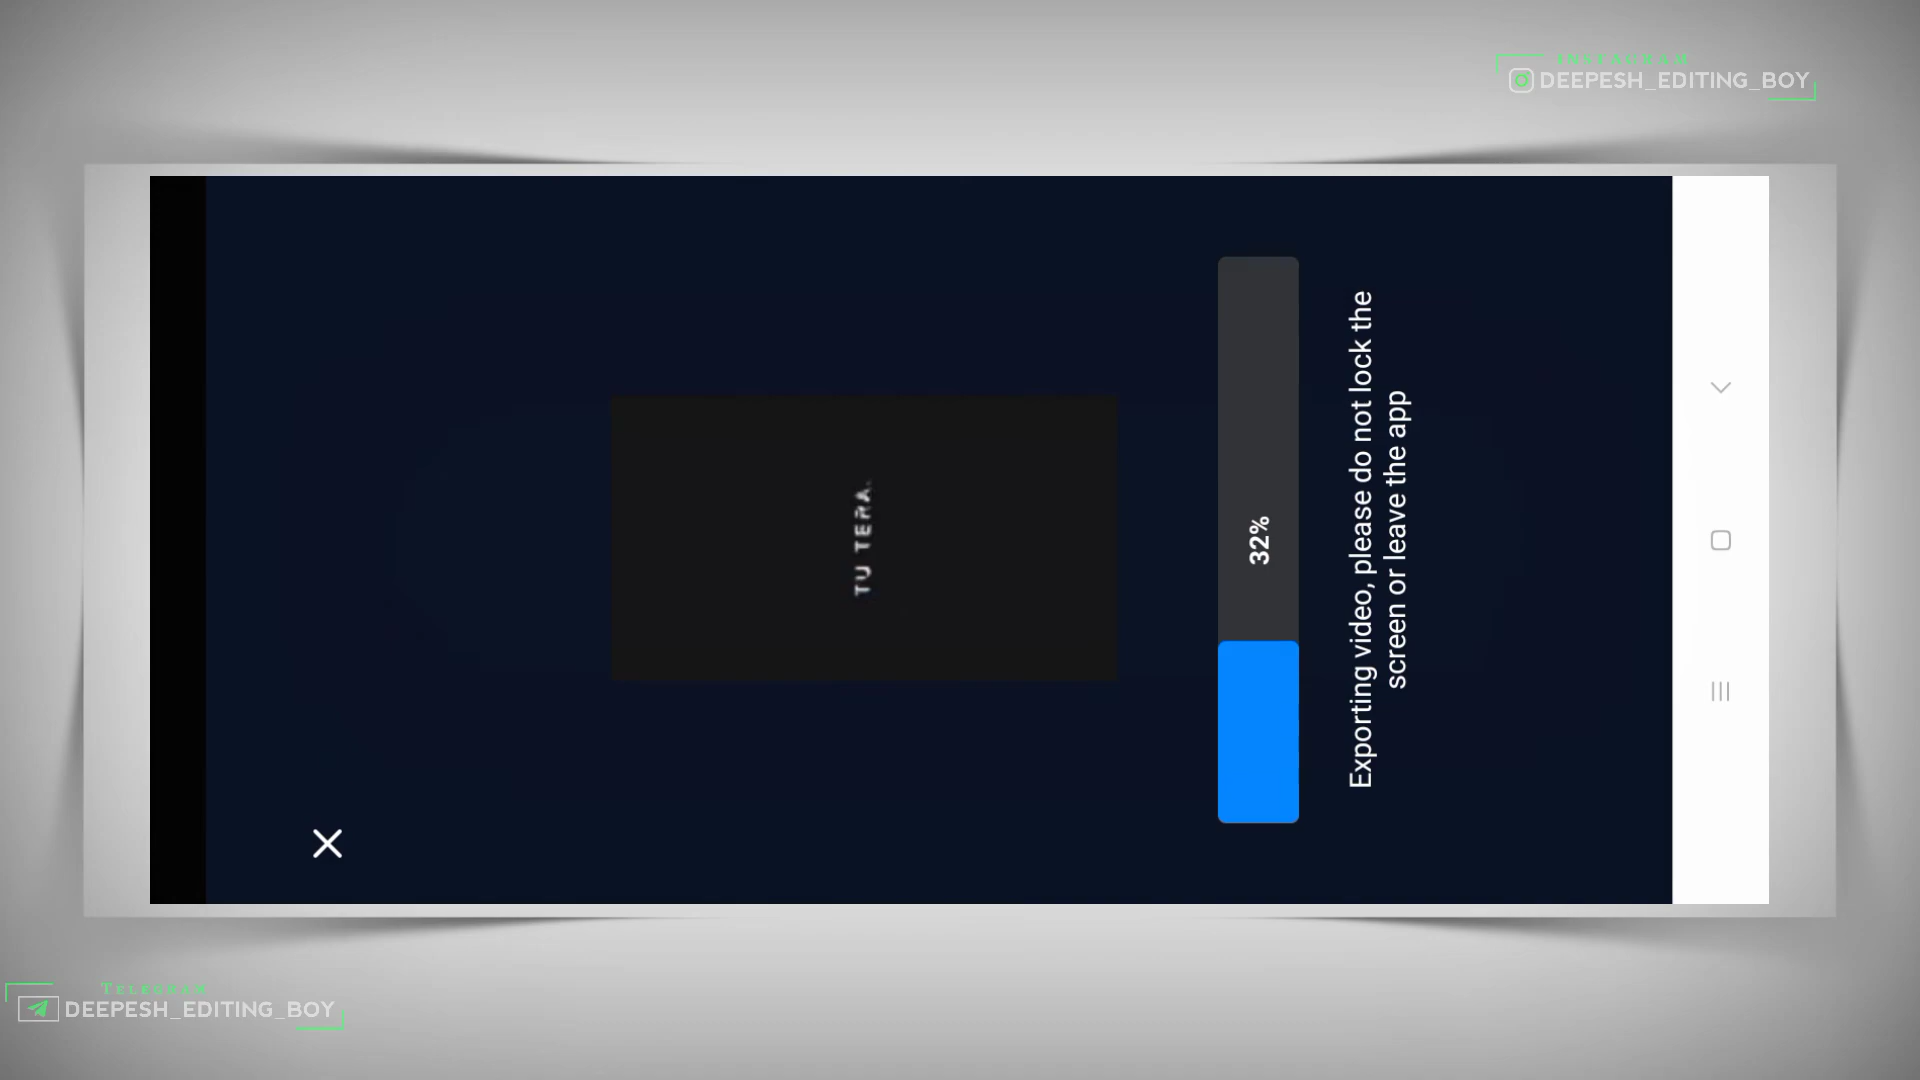 INSTAGRAM
DEEPESH_EDITING_BOY
TU TERA.
32%
Exporting video, please do not lock the
screen or leave the app
TELEGRAM
DEEPESH_EDITING_BOY